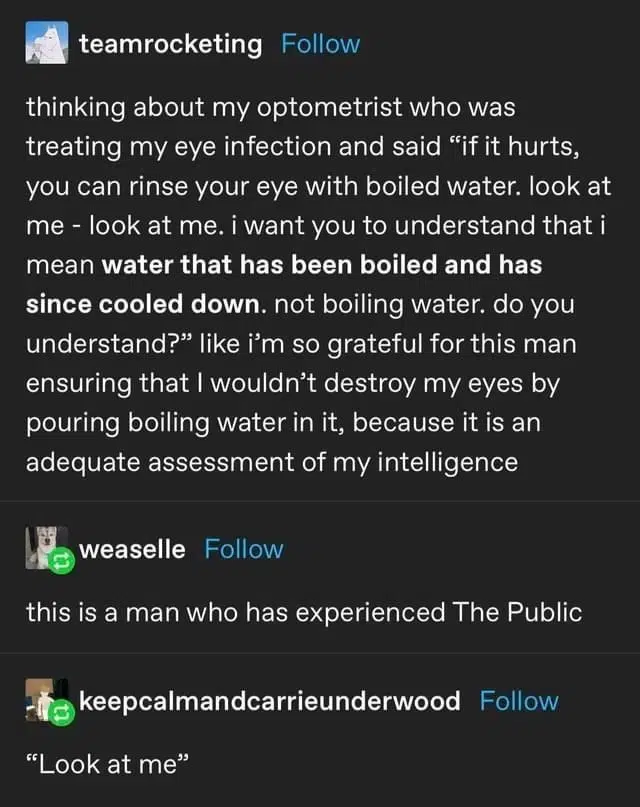 teamrocketing Follow
thinking about my optometrist who was
treating my eye infection and said “if it hurts,
you can rinse your eye with boiled water. look at
me - look at me. i want you to understand that i
mean water that has been boiled and has
since cooled down. not boiling water. do you
understand?” like i’m so grateful for this man
ensuring that I wouldn’t destroy my eyes by
pouring boiling water in it, because it is an
adequate assessment of my intelligence
weaselle Follow
this is a man who has experienced The Public
keepcalmandcarrieunderwood Follow
“Look at me”